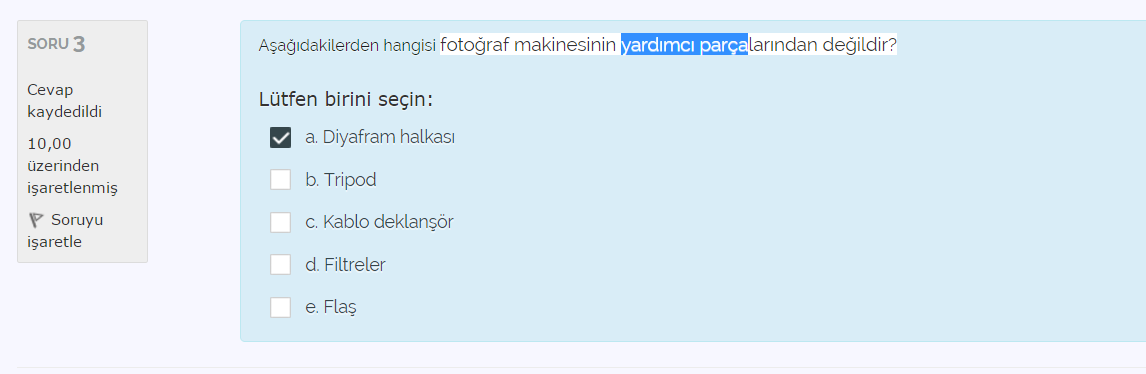 SORU 3
Cevap
kaydedildi
10,00
üzerinden
işaretlenmiş
Soruyu
işaretle
Aşağıdakilerden hangisi fotoğraf makinesinin yardımcı parçalarından değildir?
Lütfen birini seçin:
a. Diyafram halkası
b. Tripod
c. Kablo deklanşör
d. Filtreler
e. Flaş